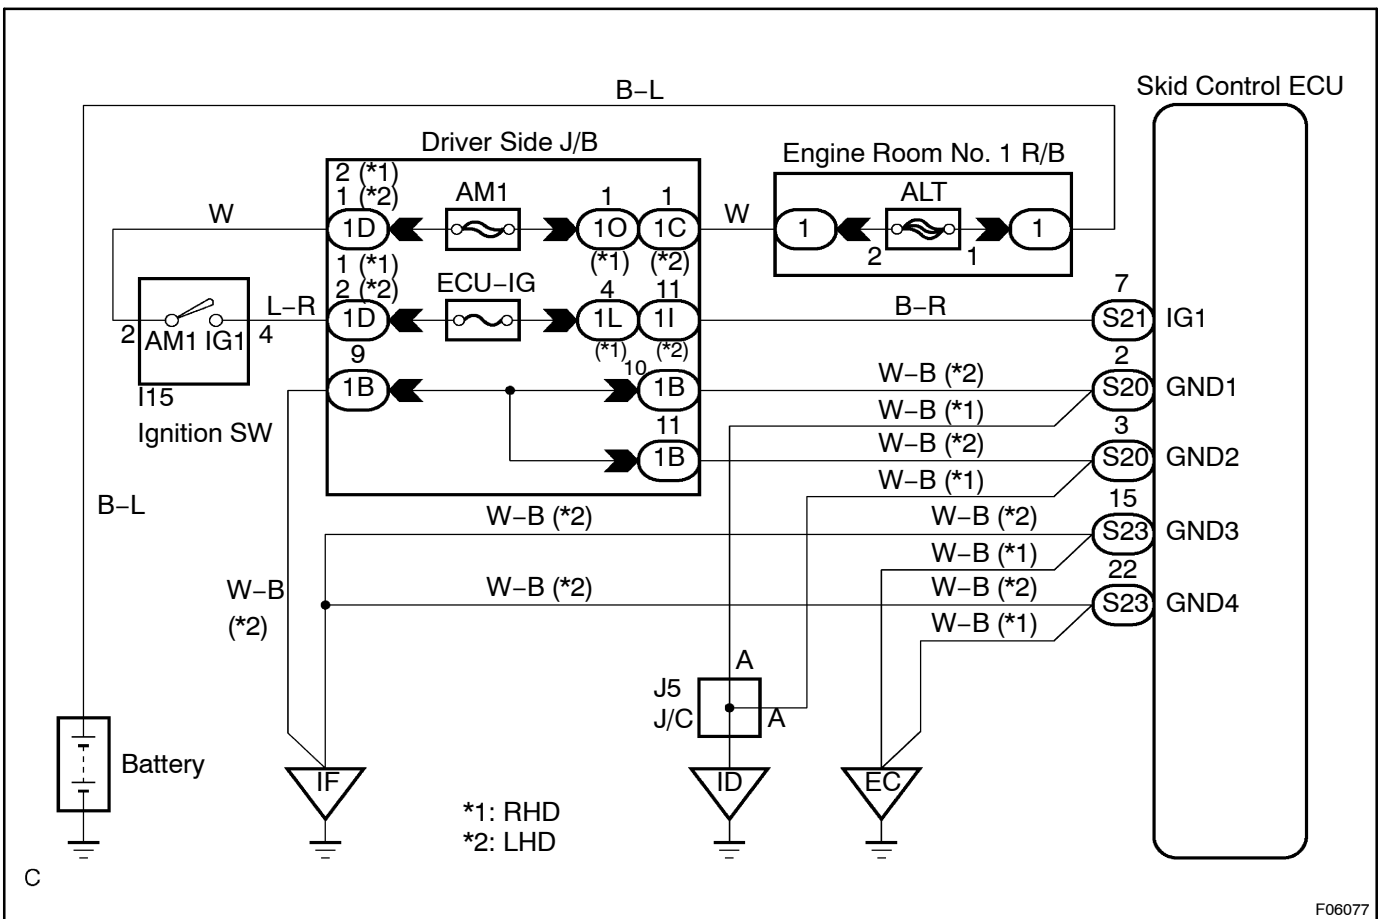 Skid Control ECU
B–L
Driver Side J/B
Engine Room No. 1 R/B
2 (*1)
1 (*2)
AM1
1
1
ALT
W
1D
1O
1C
W
1
1
(*1)
(*2)
2
1
1 (*1)
2 (*2)
ECU–IG
4
11
7
L–R
1D
1L
1I
B–R
S21
IG1
2
AM1 IG1
4
(*1)
(*2)
9
10
2
1B
1B
W–B (*2)
S20
GND1
I15
Ignition SW
W–B (*1)
11
3
1B
W–B (*2)
S20
GND2
W–B (*1)
15
B–L
W–B (*2)
W–B (*2)
S23
GND3
W–B (*1)
22
W–B
(*2)
W–B (*2)
W–B (*2)
S23
GND4
W–B (*1)
A
J5
J/C
A
Battery
IF
ID
EC
*1: RHD
*2: LHD
C
F06077